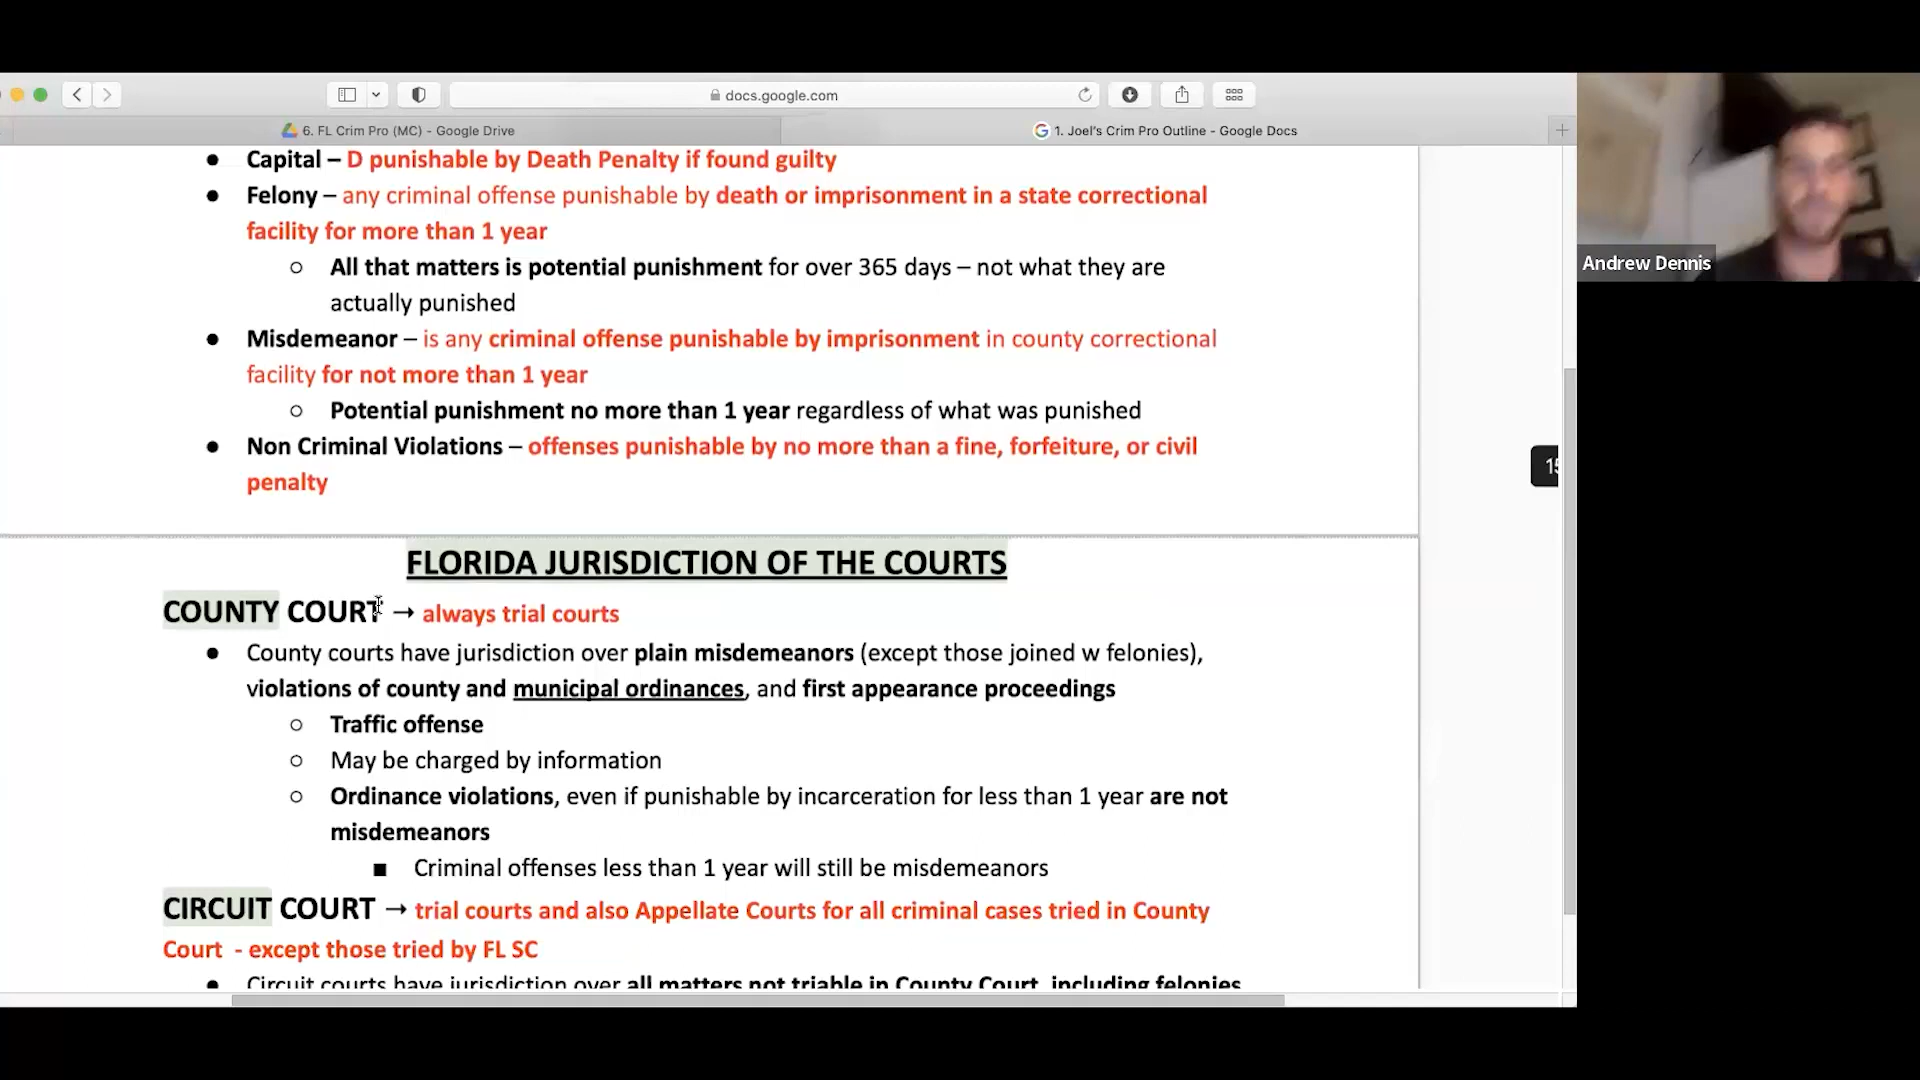 docs.google.com
6. FL Crim Pro (MC) - Google Drive
1. Joel's Crim Pro Outline - Google Docs
● Capital – D punishable by Death Penalty if found guilty
● Felony – any criminal offense punishable by death or imprisonment in a state correctional
facility for more than 1 year
○ All that matters is potential punishment for over 365 days – not what they are
actually punished
● Misdemeanor – is any criminal offense punishable by imprisonment in county correctional
facility for not more than 1 year
○ Potential punishment no more than 1 year regardless of what was punished
● Non Criminal Violations – offenses punishable by no more than a fine, forfeiture, or civil
penalty
FLORIDA JURISDICTION OF THE COURTS
COUNTY COURT → always trial courts
● County courts have jurisdiction over plain misdemeanors (except those joined w felonies),
violations of county and municipal ordinances, and first appearance proceedings
○ Traffic offense
○ May be charged by information
○ Ordinance violations, even if punishable by incarceration for less than 1 year are not
misdemeanors
■ Criminal offenses less than 1 year will still be misdemeanors
CIRCUIT COURT → trial courts and also Appellate Courts for all criminal cases tried in County
Court - except those tried by FL SC
● Circuit courts have jurisdiction over all matters not triable in County Court, including felonies
Andrew Dennis